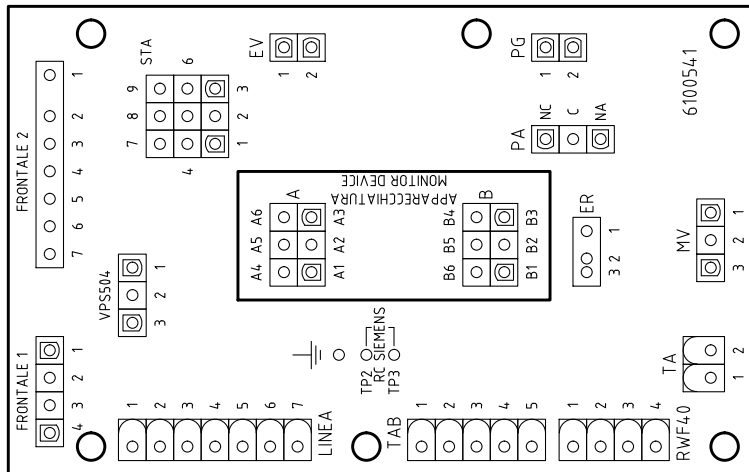 STA
6
9
8
7
3
2
1
4
EV
1
2
PG
1
2
6100541
PA
NC
C
NA
FRONTALE 2
1
2
3
4
5
6
7
APPARECCHIATURA
MONITOR DEVICE
A
A6
A5
A4
A3
A2
A1
B
B4
B5
B6
B3
B2
B1
ER
3 2 1
MV
1
2
3
VPS504
1
2
3
FRONTALE 1
1
2
3
4
TP2
RC SIEMENS
TP3
TA
1 2
LINEA
1
2
3
4
5
6
7
TAB
1
2
3
4
5
RWF40
1
2
3
4